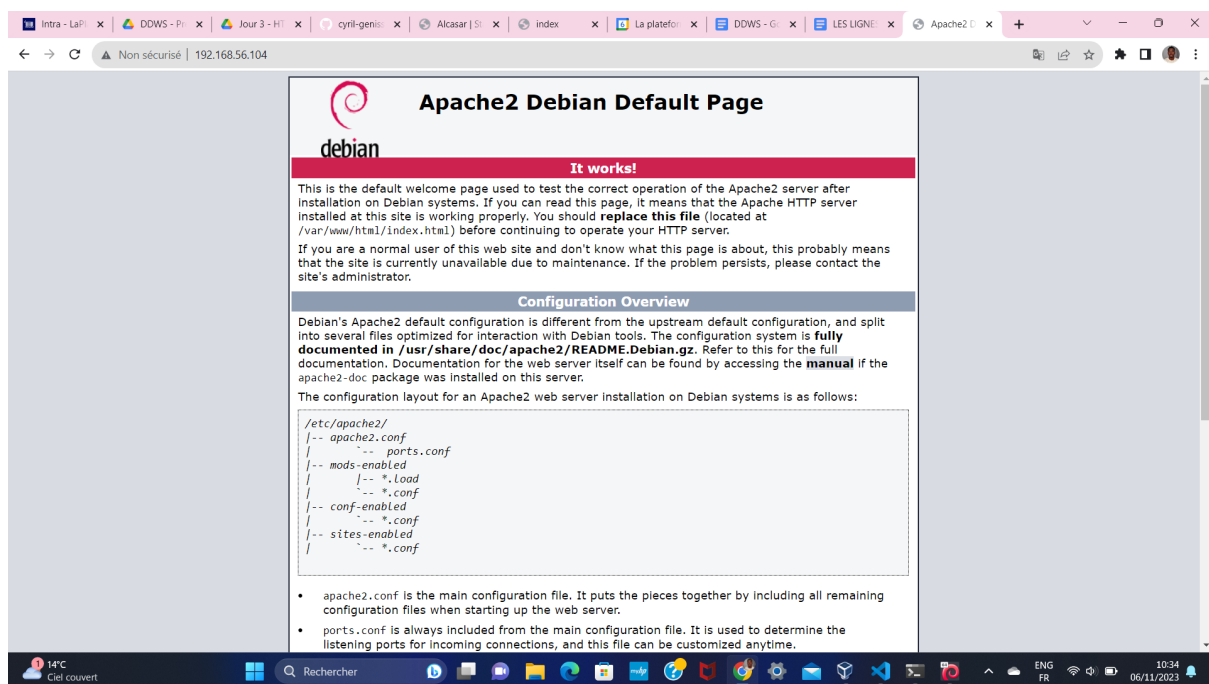 Intra - LaPl
DDWS - Pr
Jour 3 - HT
cyril-geniss
Alcasar | St
index
La platefor
DDWS - Go
LES LIGNES
Apache2 D
Non sécurisé
192.168.56.104
debian
Apache2 Debian Default Page
It works!
This is the default welcome page used to test the correct operation of the Apache2 server after
installation on Debian systems. If you can read this page, it means that the Apache HTTP server
installed at this site is working properly. You should replace this file (located at
/var/www/html/index.html) before continuing to operate your HTTP server.
If you are a normal user of this web site and don't know what this page is about, this probably means
that the site is currently unavailable due to maintenance. If the problem persists, please contact the
site's administrator.
Configuration Overview
Debian's Apache2 default configuration is different from the upstream default configuration, and split
into several files optimized for interaction with Debian tools. The configuration system is fully
documented in /usr/share/doc/apache2/README.Debian.gz. Refer to this for the full
documentation. Documentation for the web server itself can be found by accessing the manual if the
apache2-doc package was installed on this server.
The configuration layout for an Apache2 web server installation on Debian systems is as follows:
/etc/apache2/
|-- apache2.conf
|       `--  ports.conf
|-- mods-enabled
|       |-- *.load
|       `-- *.conf
|-- conf-enabled
|       `-- *.conf
|-- sites-enabled
|       `-- *.conf
• apache2.conf is the main configuration file. It puts the pieces together by including all remaining
configuration files when starting up the web server.
• ports.conf is always included from the main configuration file. It is used to determine the
listening ports for incoming connections, and this file can be customized anytime.
1
14°C
Ciel couvert
Rechercher
ENG
FR
10:34
06/11/2023